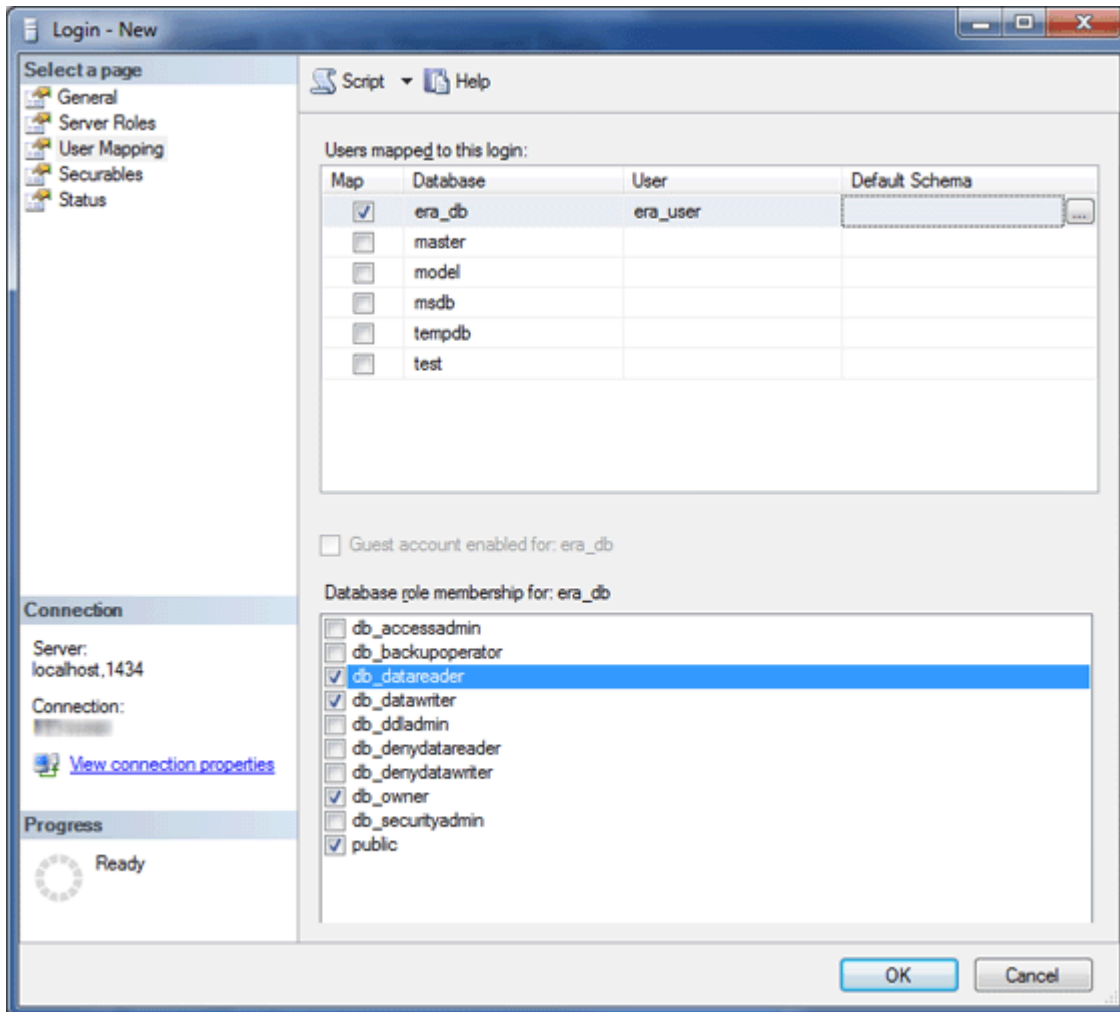 Login - New
Select a page
General
Server Roles
User Mapping
Securables
Status
Script
Help
Users mapped to this login:
Map Database User Default Schema
era_db era_user ...
master
model
msdb
tempdb
test
Guest account enabled for: era_db
Database role membership for: era_db
db_accessadmin
db_backupoperator
db_datareader
db_datawriter
db_ddladmin
db_denydatareader
db_denydatawriter
db_owner
db_securityadmin
public
Connection
Server:
localhost,1434
Connection:
View connection properties
Progress
Ready
OK Cancel